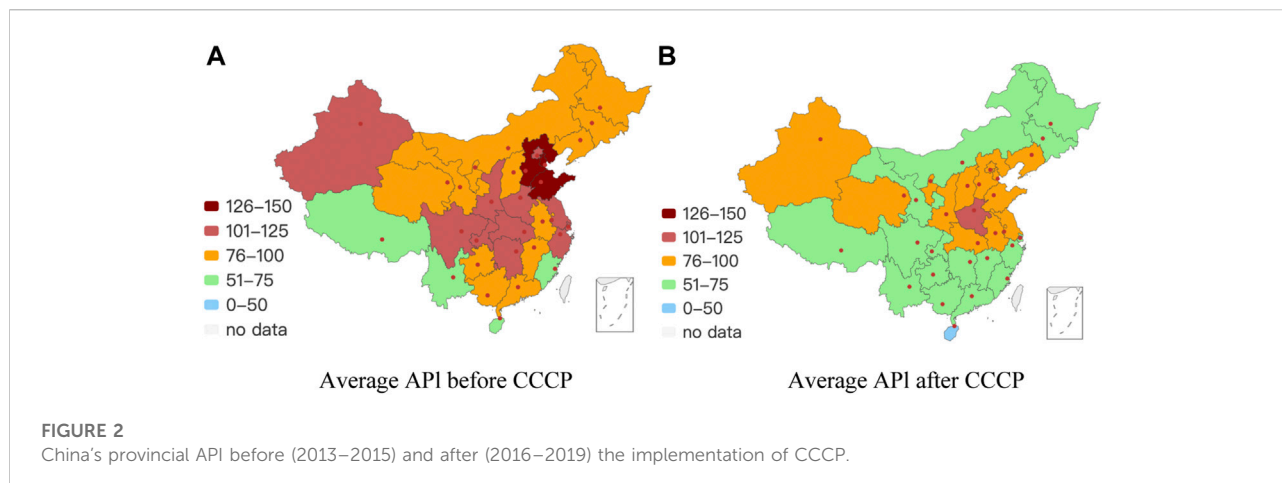 A
B
126–150
101–125
76–100
51–75
0–50
no data
126–150
101–125
76–100
51–75
0–50
no data
Average API before CCCP
Average API after CCCP
FIGURE 2
China's provincial API before (2013–2015) and after (2016–2019) the implementation of CCCP.